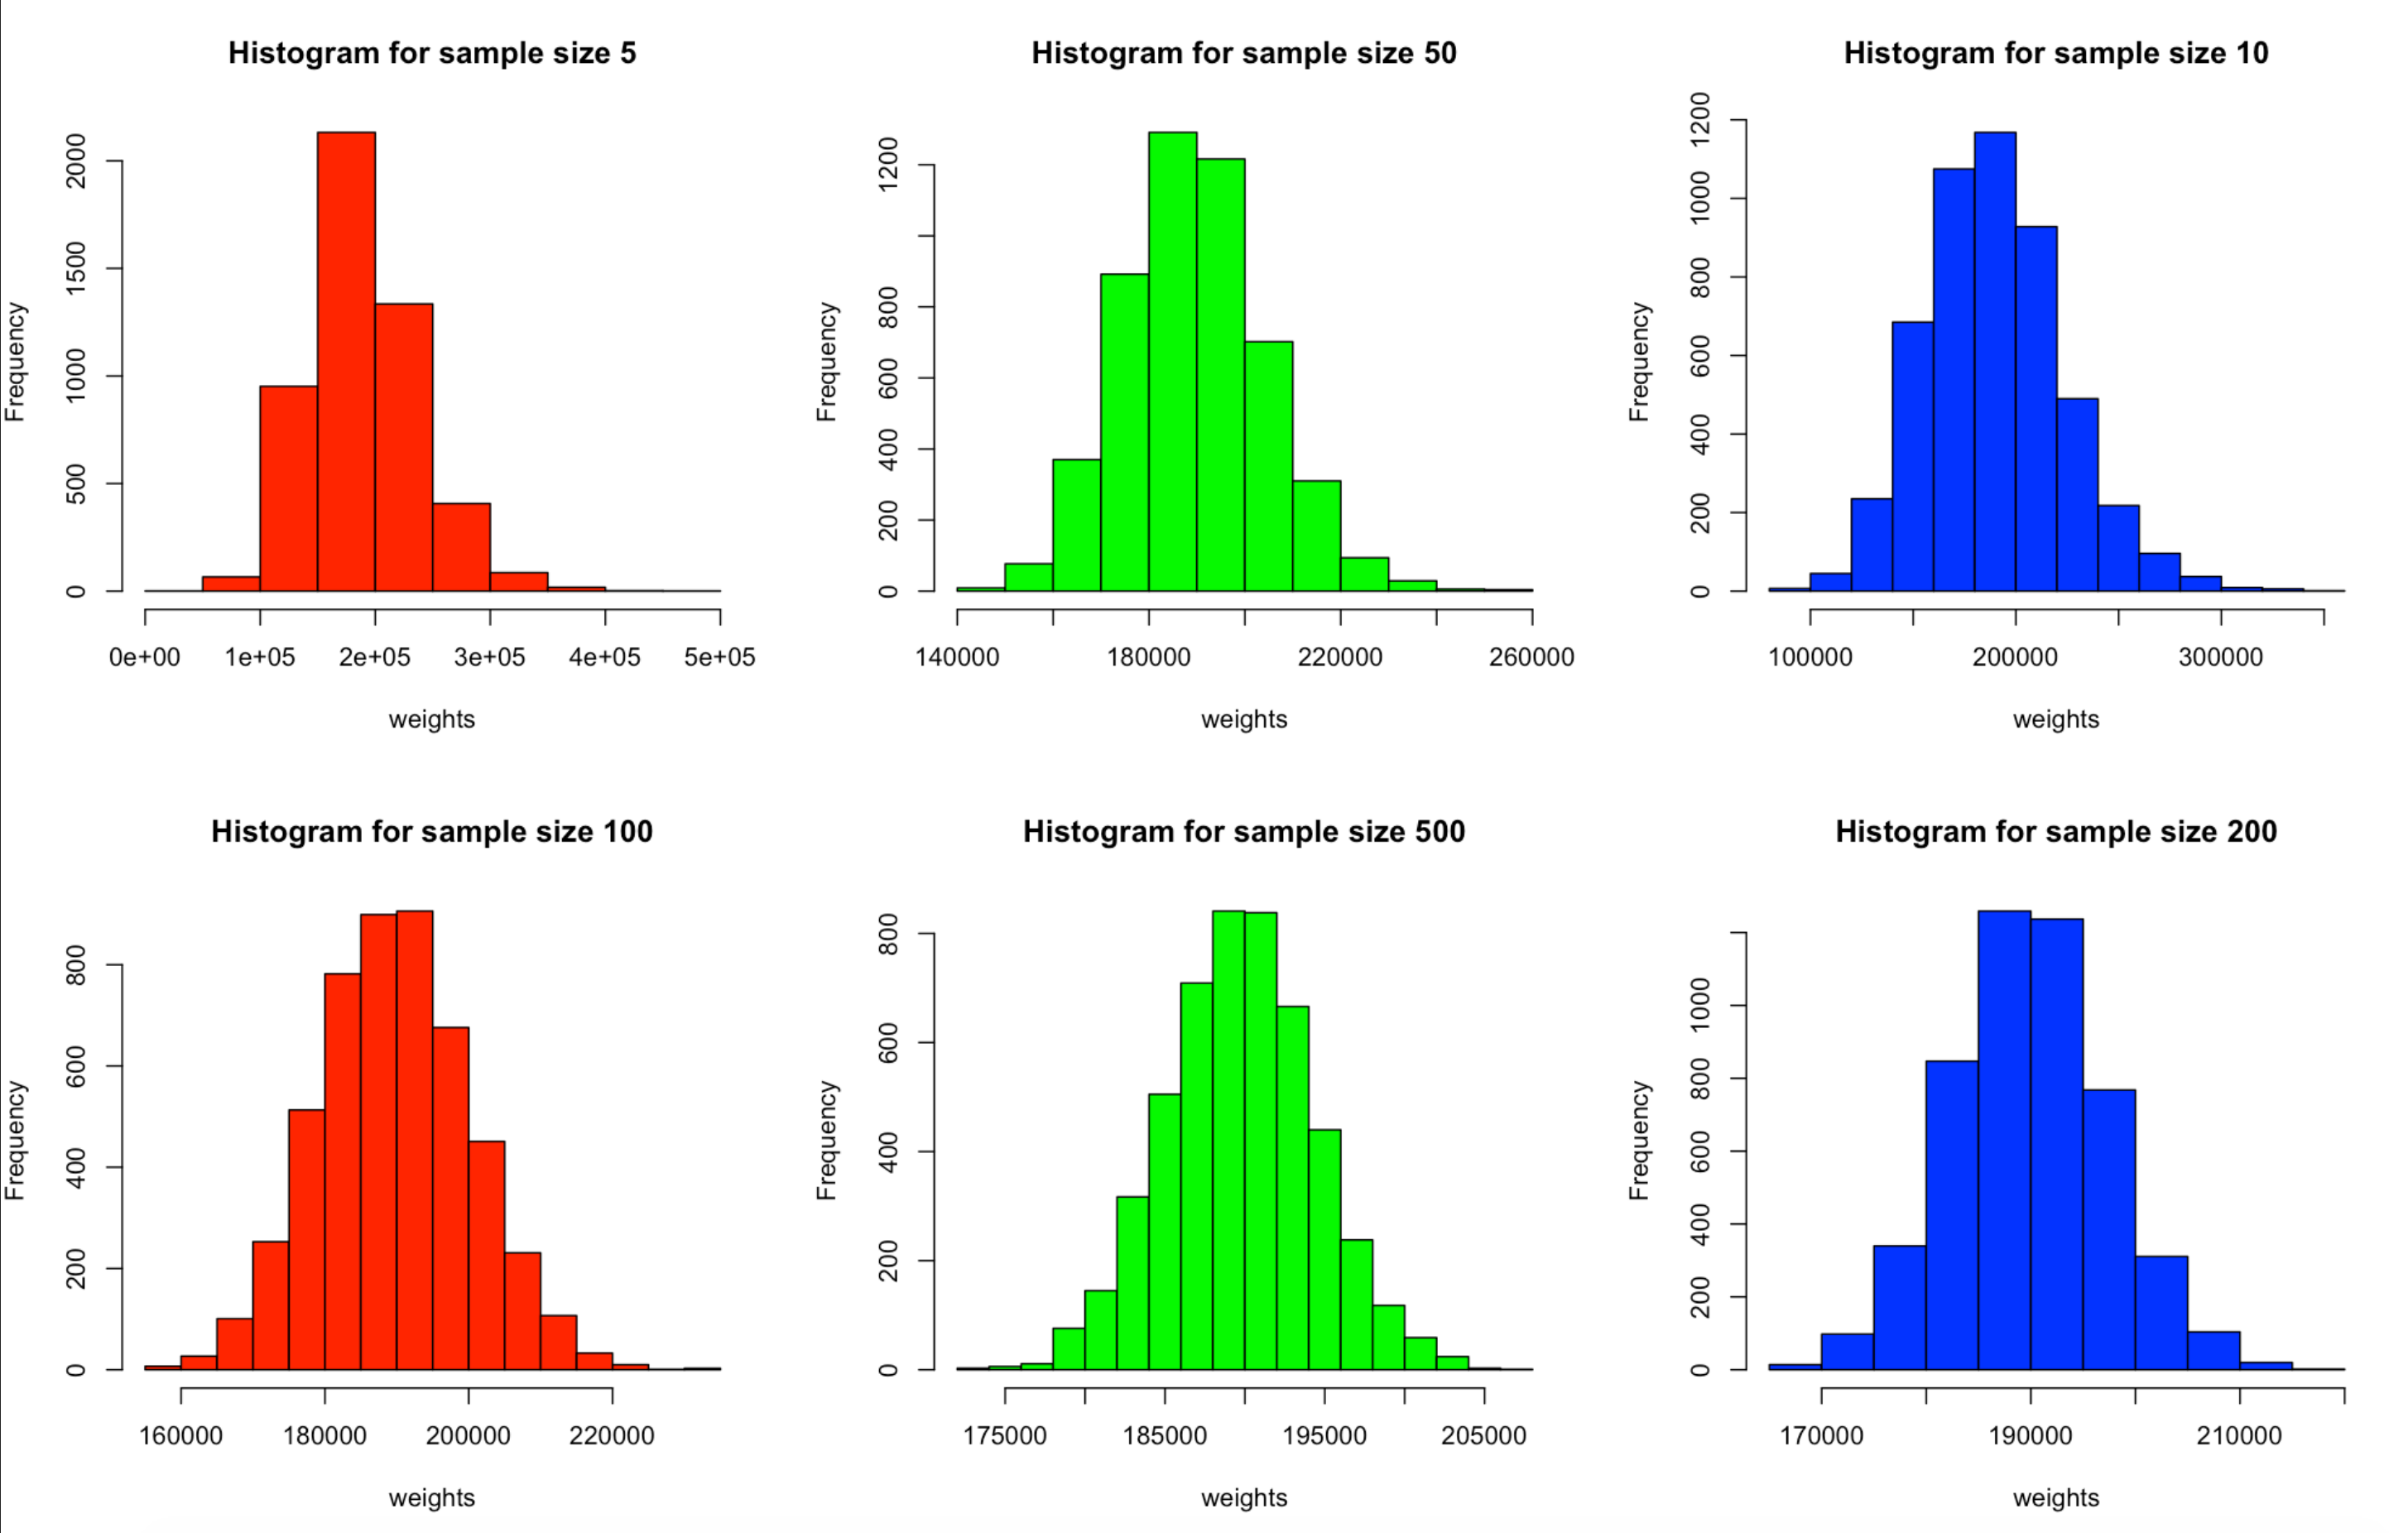 Histogram for sample size 5
Frequency
0 500 1000 1500 2000
0e+00 1e+05 2e+05 3e+05 4e+05 5e+05
weights
Histogram for sample size 50
Frequency
0 200 400 600 800 1200
140000 180000 220000 260000
weights
Histogram for sample size 10
Frequency
0 200 400 600 800 1000 1200
100000 200000 300000
weights
Histogram for sample size 100
Frequency
0 200 400 600 800
160000 180000 200000 220000
weights
Histogram for sample size 500
Frequency
0 200 400 600 800
175000 185000 195000 205000
weights
Histogram for sample size 200
Frequency
0 200 400 600 800 1000
170000 190000 210000
weights